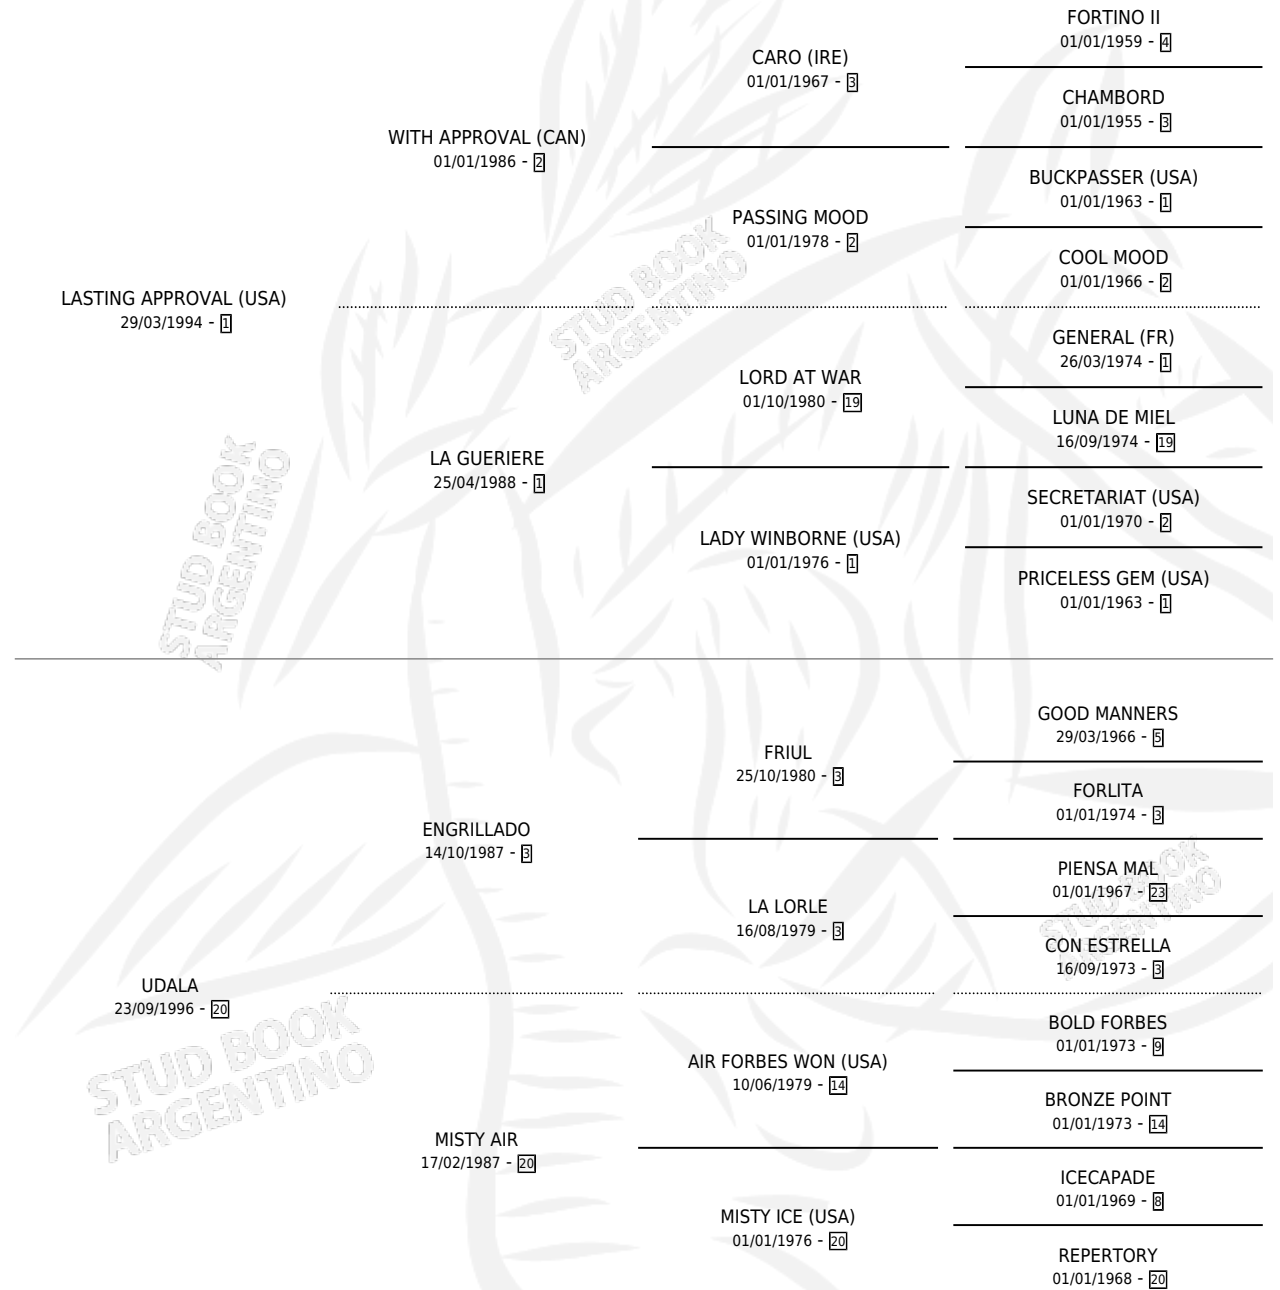 FORTINO II
01/01/1959 - 4
CARO (IRE)
01/01/1967 - 3
CHAMBORD
01/01/1955 - 3
WITH APPROVAL (CAN)
01/01/1986 - 2
BUCKPASSER (USA)
01/01/1963 - 1
PASSING MOOD
01/01/1978 - 2
COOL MOOD
01/01/1966 - 2
LASTING APPROVAL (USA)
29/03/1994 - 1
GENERAL (FR)
26/03/1974 - 1
LORD AT WAR
01/10/1980 - 19
LUNA DE MIEL
16/09/1974 - 19
LA GUERIERE
25/04/1988 - 1
SECRETARIAT (USA)
01/01/1970 - 2
LADY WINBORNE (USA)
01/01/1976 - 1
PRICELESS GEM (USA)
01/01/1963 - 1
GOOD MANNERS
29/03/1966 - 5
FRIUL
25/10/1980 - 3
FORLITA
01/01/1974 - 3
ENGRILLADO
14/10/1987 - 3
PIENSA MAL
01/01/1967 - 23
LA LORLE
16/08/1979 - 3
CON ESTRELLA
16/09/1973 - 3
UDALA
23/09/1996 - 20
BOLD FORBES
01/01/1973 - 9
AIR FORBES WON (USA)
10/06/1979 - 14
BRONZE POINT
01/01/1973 - 14
MISTY AIR
17/02/1987 - 20
ICECAPADE
01/01/1969 - 8
MISTY ICE (USA)
01/01/1976 - 20
REPERTORY
01/01/1968 - 20
STUD BOOK
ARGENTINO
STUD BOOK
ARGENTINO
STUD BOOK
ARGENTINO
STUD BOOK
ARGENTINO